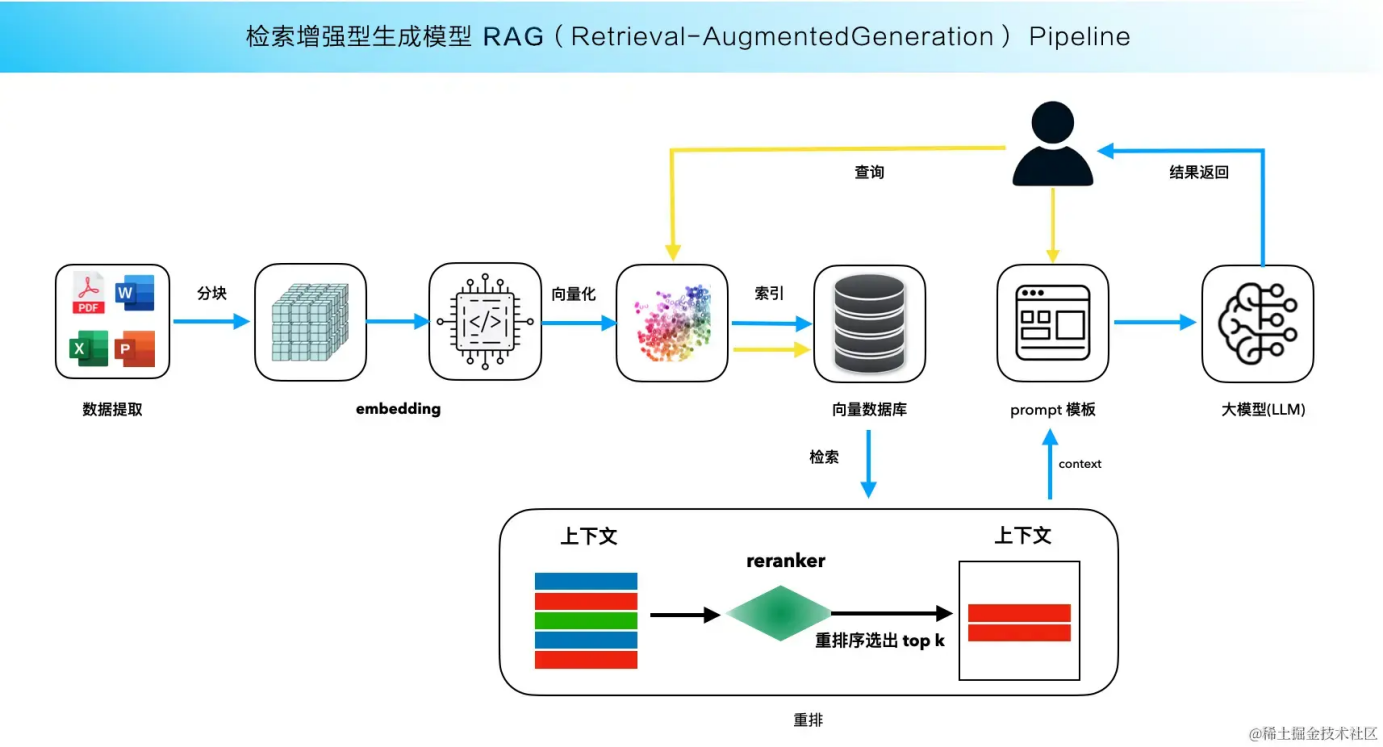 检索增强型生成模型 RAG（Retrieval-AugmentedGeneration）Pipeline
查询
结果返回
PDF
W
X
P
分块
</>
向量化
索引
数据提取
embedding
向量数据库
prompt 模板
大模型(LLM)
检索
context
上下文
reranker
上下文
重排序选出 top k
重排
@稀土掘金技术社区